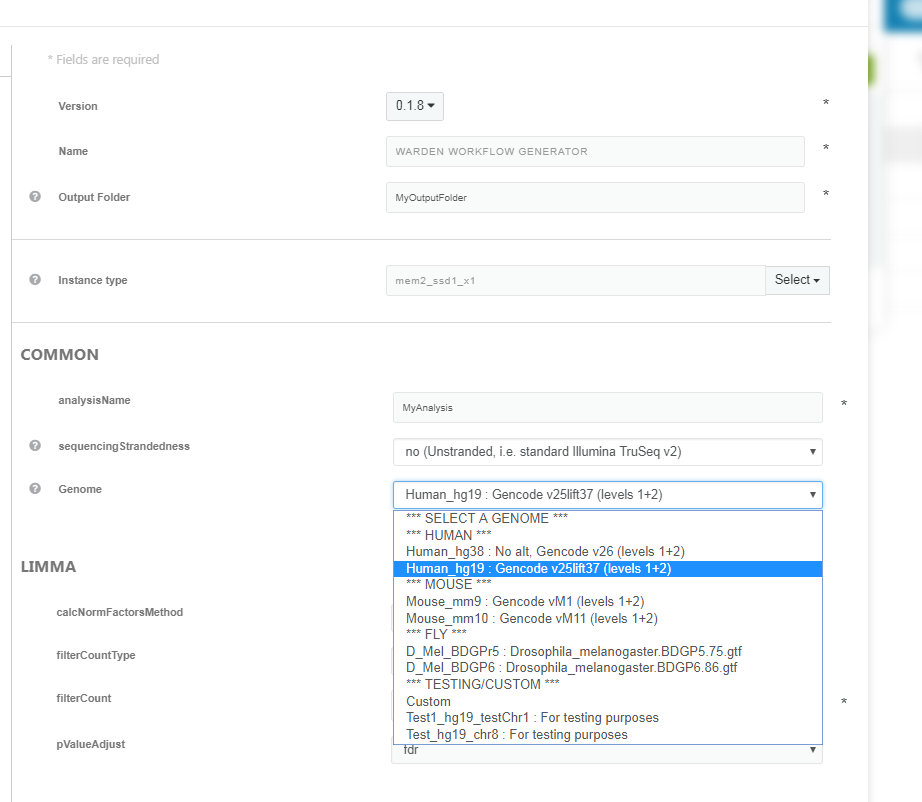 * Fields are required
Version 0.1.8 *
Name WARDEN WORKFLOW GENERATOR *
Output Folder MyOutputFolder *
Instance type mem2_ssd1_x1 Select
COMMON
analysisName MyAnalysis *
sequencingStrandedness no (Unstranded, i.e. standard Illumina TruSeq v2)
Genome Human_hg19 : Gencode v25lift37 (levels 1+2)
*** SELECT A GENOME ***
*** HUMAN ***
Human_hg38 : No alt, Gencode v26 (levels 1+2)
Human_hg19 : Gencode v25lift37 (levels 1+2)
*** MOUSE ***
Mouse_mm9 : Gencode vM1 (levels 1+2)
Mouse_mm10 : Gencode vM11 (levels 1+2)
*** FLY ***
D_Mel_BDGPr5 : Drosophila_melanogaster.BDGP5.75.gtf
D_Mel_BDGP6 : Drosophila_melanogaster.BDGP6.86.gtf
*** TESTING/CUSTOM ***
Custom
Test1_hg19_testChr1 : For testing purposes
Test_hg19_chr8 : For testing purposes
LIMMA
calcNormFactorsMethod
filterCountType
filterCount *
pValueAdjust fdr